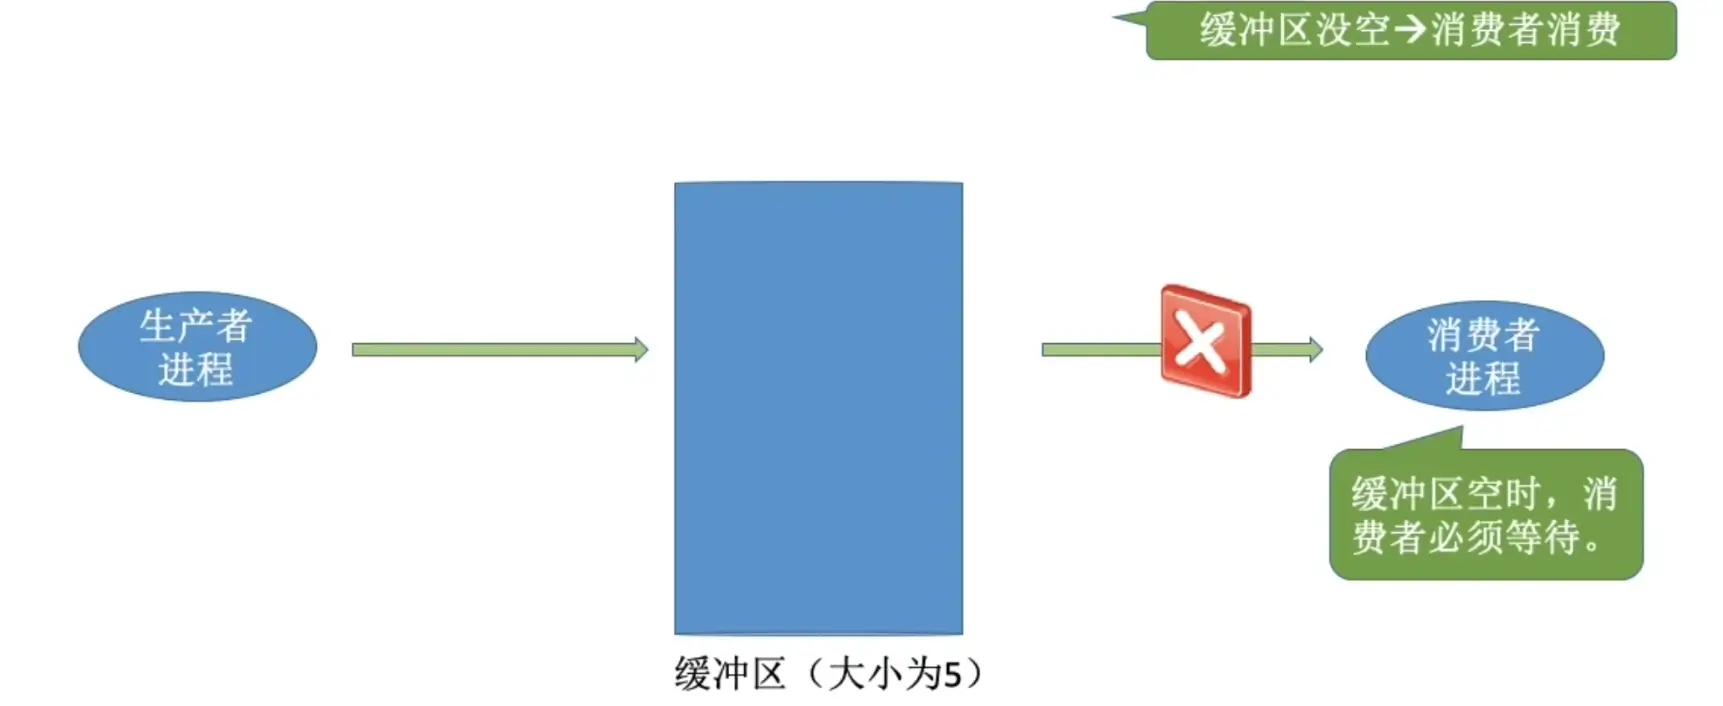 缓冲区没空→消费者消费
生产者
进程
消费者
进程
缓冲区空时，消
费者必须等待。
缓冲区（大小为5）